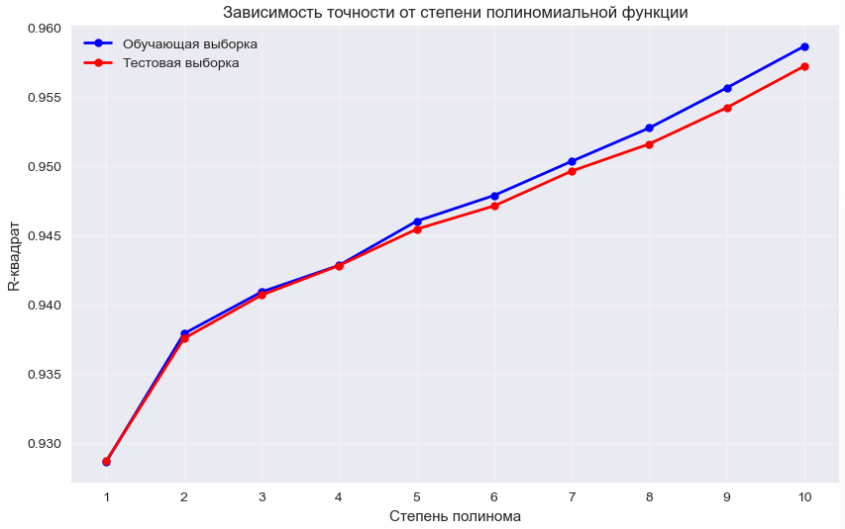 Зависимость точности от степени полиномиальной функции
0.960
0.955
0.950
0.945
0.940
0.935
0.930
R-квадрат
Обучающая выборка
Тестовая выборка
1 2 3 4 5 6 7 8 9 10
Степень полинома